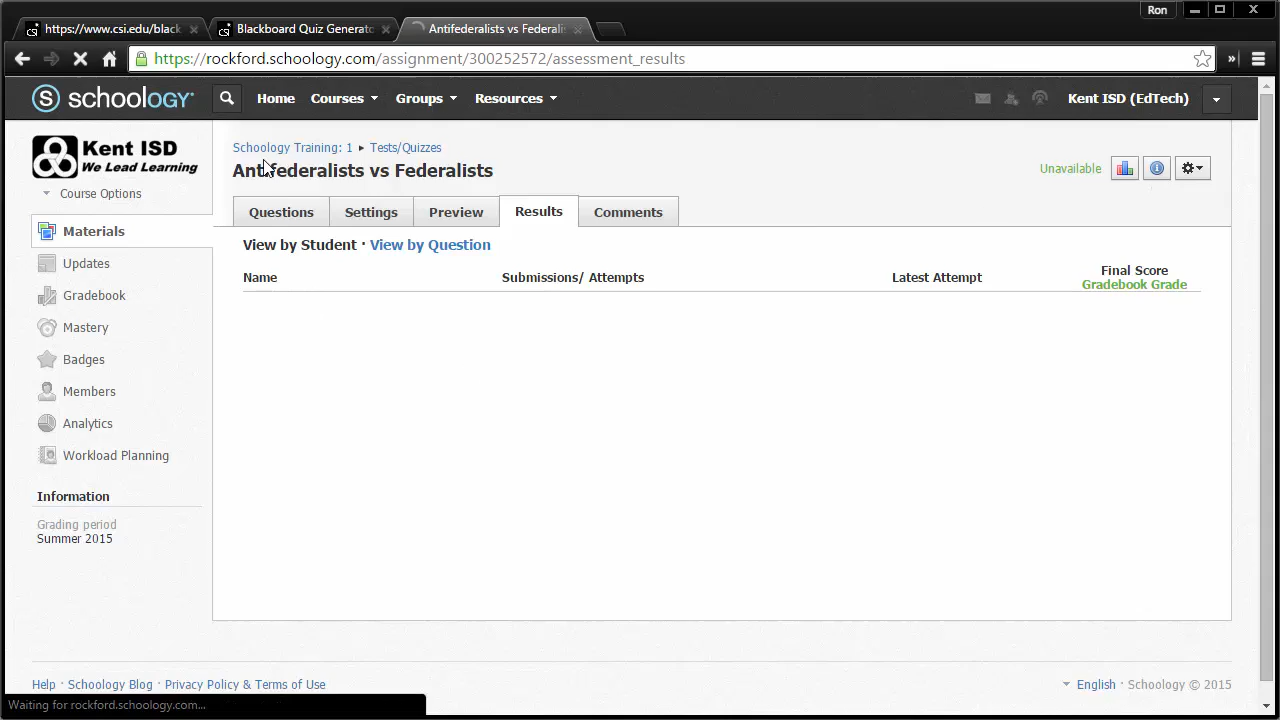 Ron
https://www.csi.edu/black
Blackboard Quiz Generato
Antifederalists vs Federali
https://rockford.schoology.com/assignment/300252572/assessment_results
S schoology
Home Courses Groups Resources
Kent ISD (EdTech)
Kent ISD
We Lead Learning
Course Options
Materials
Updates
Gradebook
Mastery
Badges
Members
Analytics
Workload Planning
Information
Grading period
Summer 2015
Schoology Training: 1 ▸ Tests/Quizzes
Antifederalists vs Federalists
Unavailable
Questions Settings Preview Results Comments
View by Student · View by Question
Name Submissions/ Attempts Latest Attempt Final Score
Gradebook Grade
Help · Schoology Blog · Privacy Policy & Terms of Use
English · Schoology © 2015
Waiting for rockford.schoology.com...